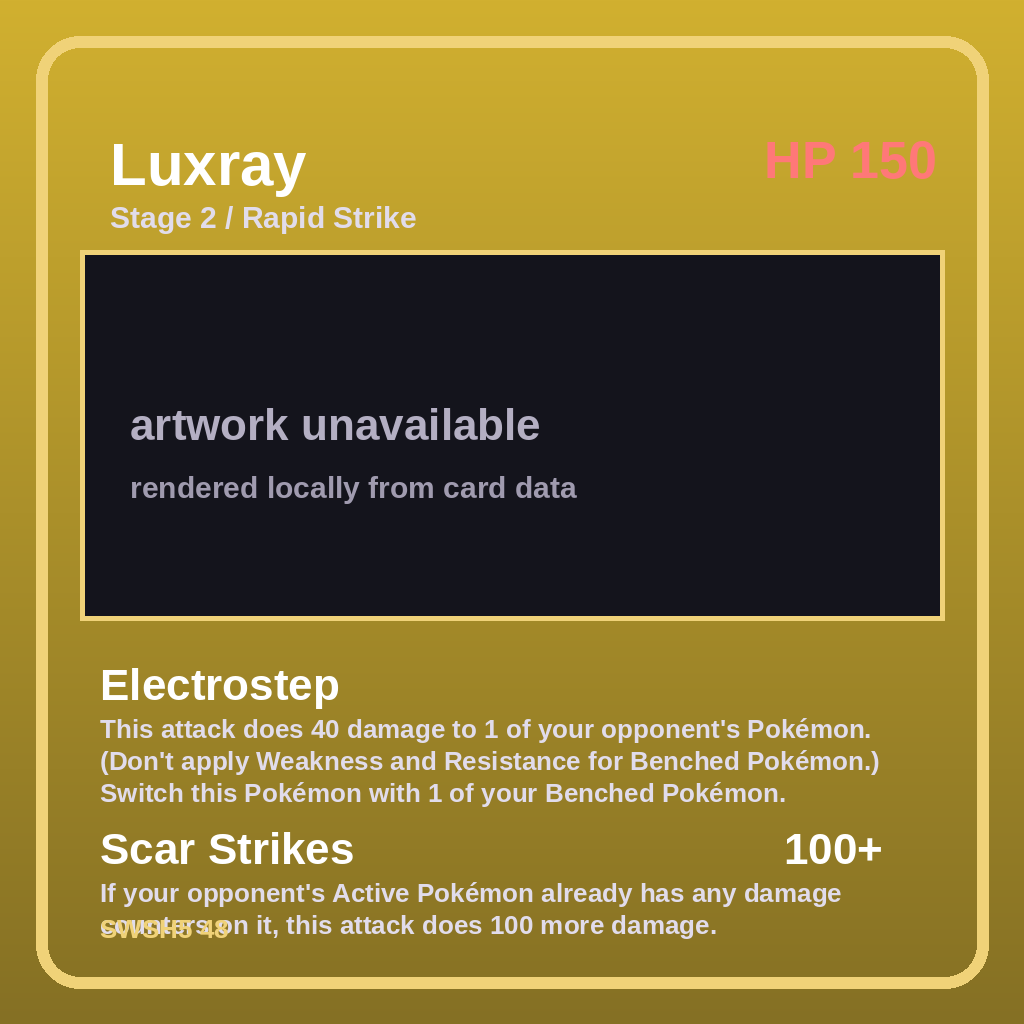 Luxray
HP 150
Stage 2 / Rapid Strike
artwork unavailable
rendered locally from card data
Electrostep
This attack does 40 damage to 1 of your opponent's Pokémon.
(Don't apply Weakness and Resistance for Benched Pokémon.)
Switch this Pokémon with 1 of your Benched Pokémon.
Scar Strikes
100+
If your opponent's Active Pokémon already has any damage
counters on it, this attack does 100 more damage.
SWSH5 48